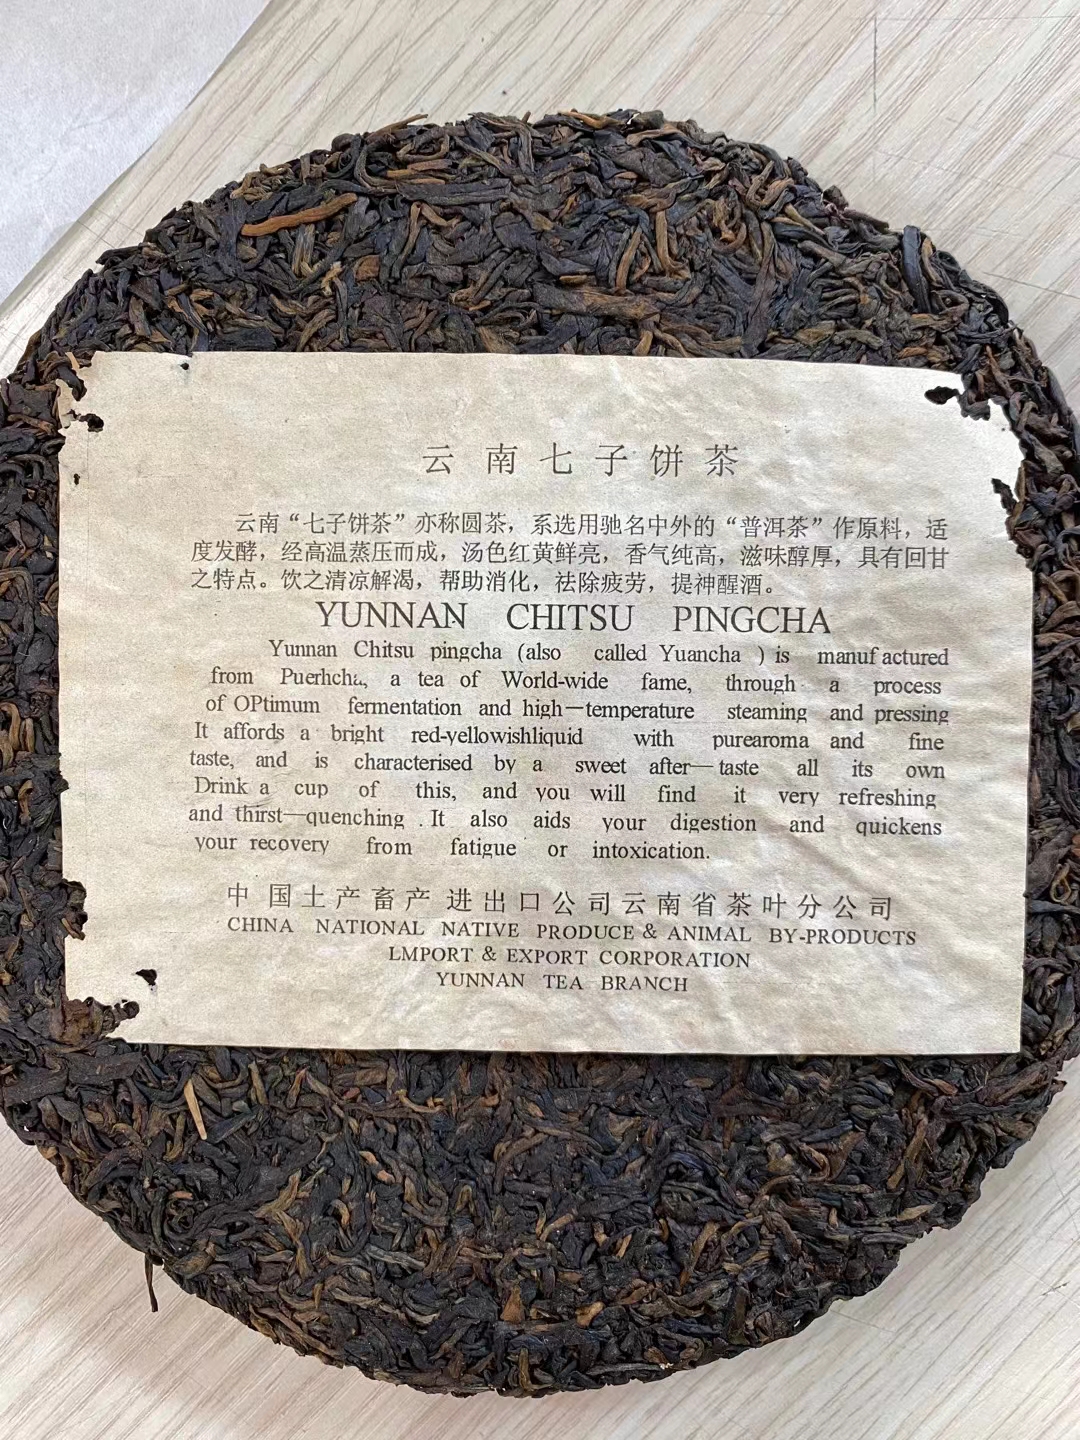 云南七子饼茶
云南“七子饼茶”亦称圆茶，系选用驰名中外的“普洱茶”作原料，适
度发酵，经高温蒸压而成，汤色红黄鲜亮，香气纯高，滋味醇厚，具有回甘
之特点。饮之清凉解渴，帮助消化，祛除疲劳，提神醒酒。
YUNNAN CHITSU PINGCHA
Yunnan Chitsu pingcha (also called Yuancha ) is manufactured
from Puerhcha, a tea of World-wide fame, through a process
of OPtimum fermentation and high—temperature steaming and pressing
It affords a bright red-yellowishliquid with purearoma and fine
taste, and is characterised by a sweet after—taste all its own
Drink a cup of this, and you will find it very refreshing
and thirst—quenching .It also aids your digestion and quickens
your recovery from fatigue or intoxication.
中国土产畜产进出口公司云南省茶叶分公司
CHINA NATIONAL NATIVE PRODUCE & ANIMAL BY-PRODUCTS
LMPORT & EXPORT CORPORATION
YUNNAN TEA BRANCH